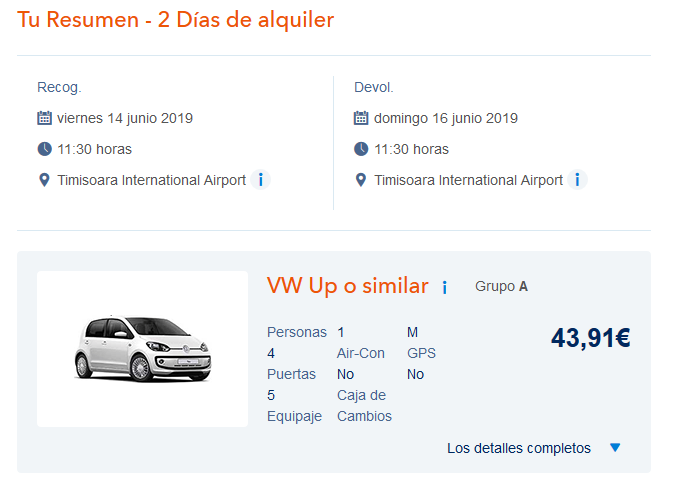 Tu Resumen - 2 Días de alquiler
Recog.
viernes 14 junio 2019
11:30 horas
Timisoara International Airport i
Devol.
domingo 16 junio 2019
11:30 horas
Timisoara International Airport i
VW Up o similar i Grupo A
Personas
4
Puertas
5
Equipaje
1
Air-Con
No
Caja de
Cambios
M
GPS
No
43,91€
Los detalles completos